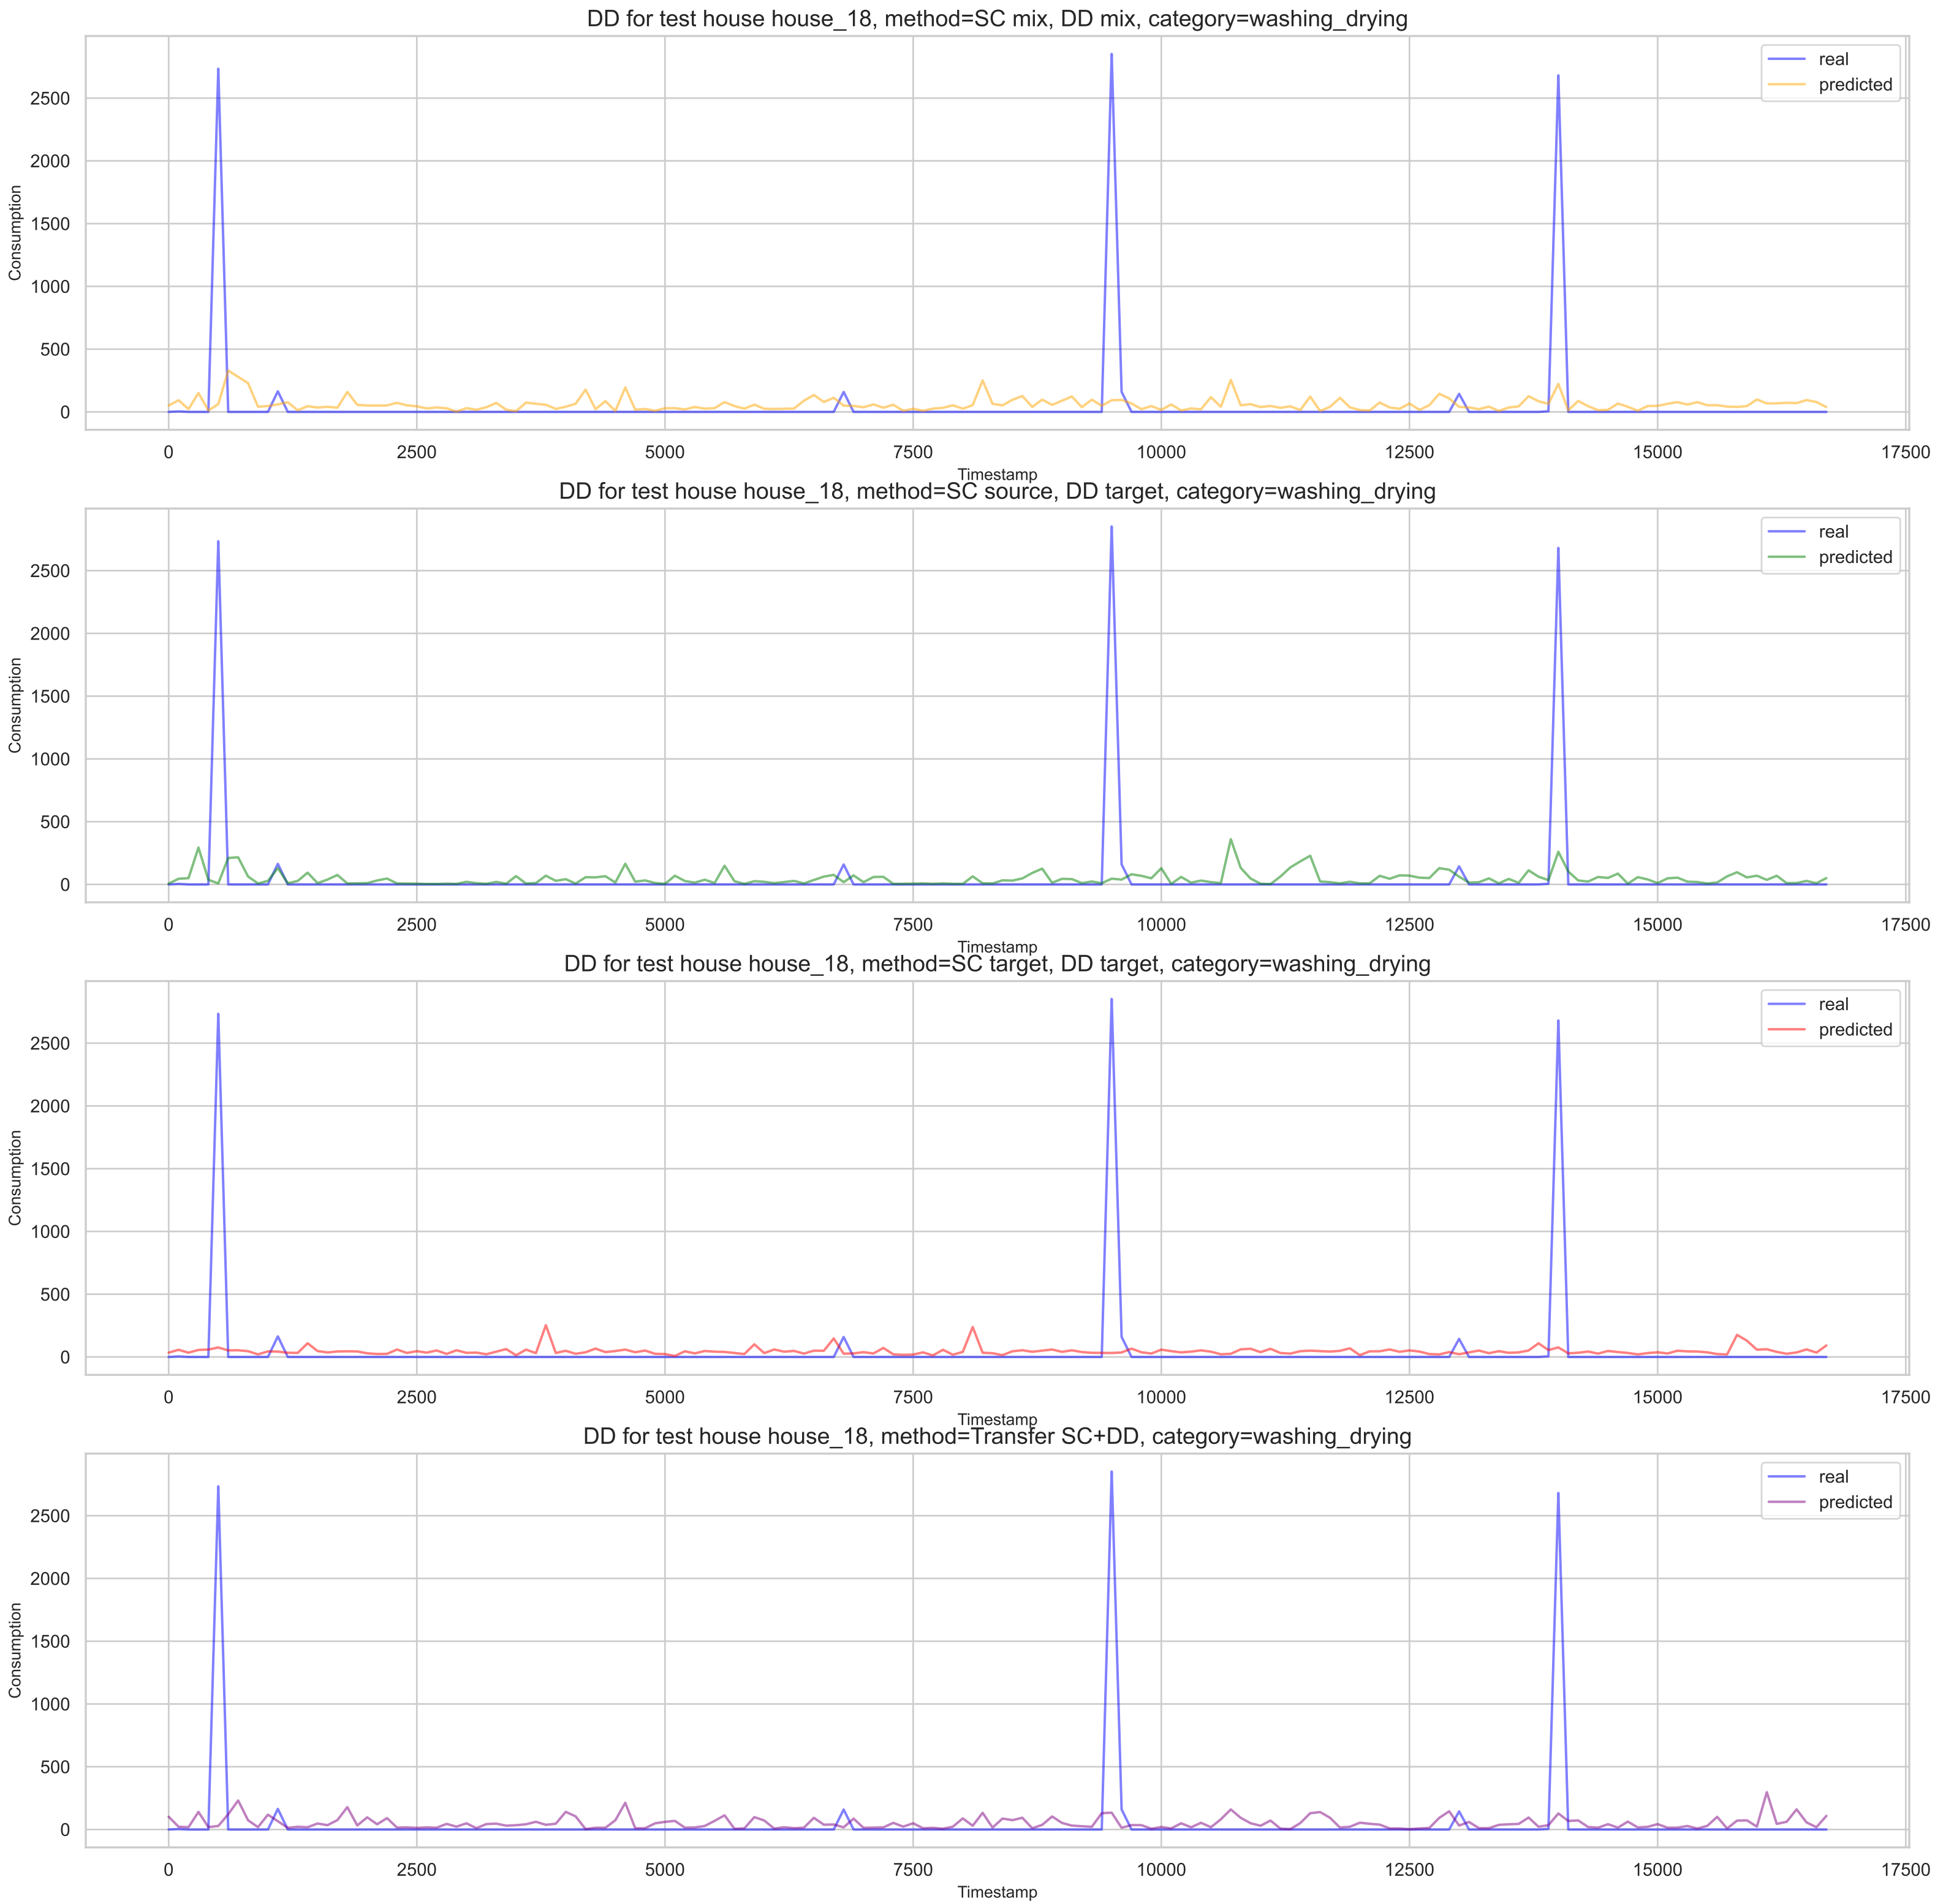 DD for test house house_18, method=SC mix, DD mix, category=washing_drying
real
predicted
2500
2000
1500
1000
500
0
Consumption
0 2500 5000 7500 10000 12500 15000 17500
Timestamp
DD for test house house_18, method=SC source, DD target, category=washing_drying
real
predicted
2500
2000
1500
1000
500
0
Consumption
0 2500 5000 7500 10000 12500 15000 17500
Timestamp
DD for test house house_18, method=SC target, DD target, category=washing_drying
real
predicted
2500
2000
1500
1000
500
0
Consumption
0 2500 5000 7500 10000 12500 15000 17500
Timestamp
DD for test house house_18, method=Transfer SC+DD, category=washing_drying
real
predicted
2500
2000
1500
1000
500
0
Consumption
0 2500 5000 7500 10000 12500 15000 17500
Timestamp